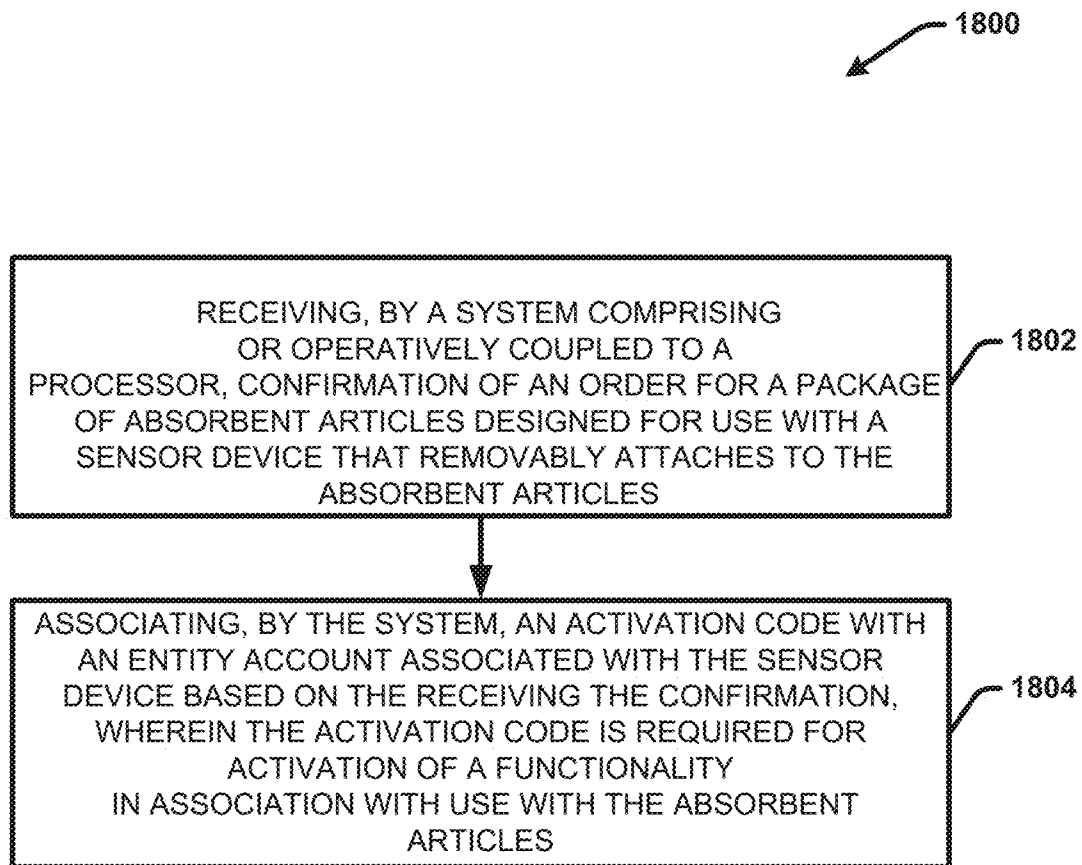 1800
RECEIVING, BY A SYSTEM COMPRISING
OR OPERATIVELY COUPLED TO A
PROCESSOR, CONFIRMATION OF AN ORDER FOR A PACKAGE
OF ABSORBENT ARTICLES DESIGNED FOR USE WITH A
SENSOR DEVICE THAT REMOVABLY ATTACHES TO THE
ABSORBENT ARTICLES
1802
ASSOCIATING, BY THE SYSTEM, AN ACTIVATION CODE WITH
AN ENTITY ACCOUNT ASSOCIATED WITH THE SENSOR
DEVICE BASED ON THE RECEIVING THE CONFIRMATION,
WHEREIN THE ACTIVATION CODE IS REQUIRED FOR
ACTIVATION OF A FUNCTIONALITY
IN ASSOCIATION WITH USE WITH THE ABSORBENT
ARTICLES
1804